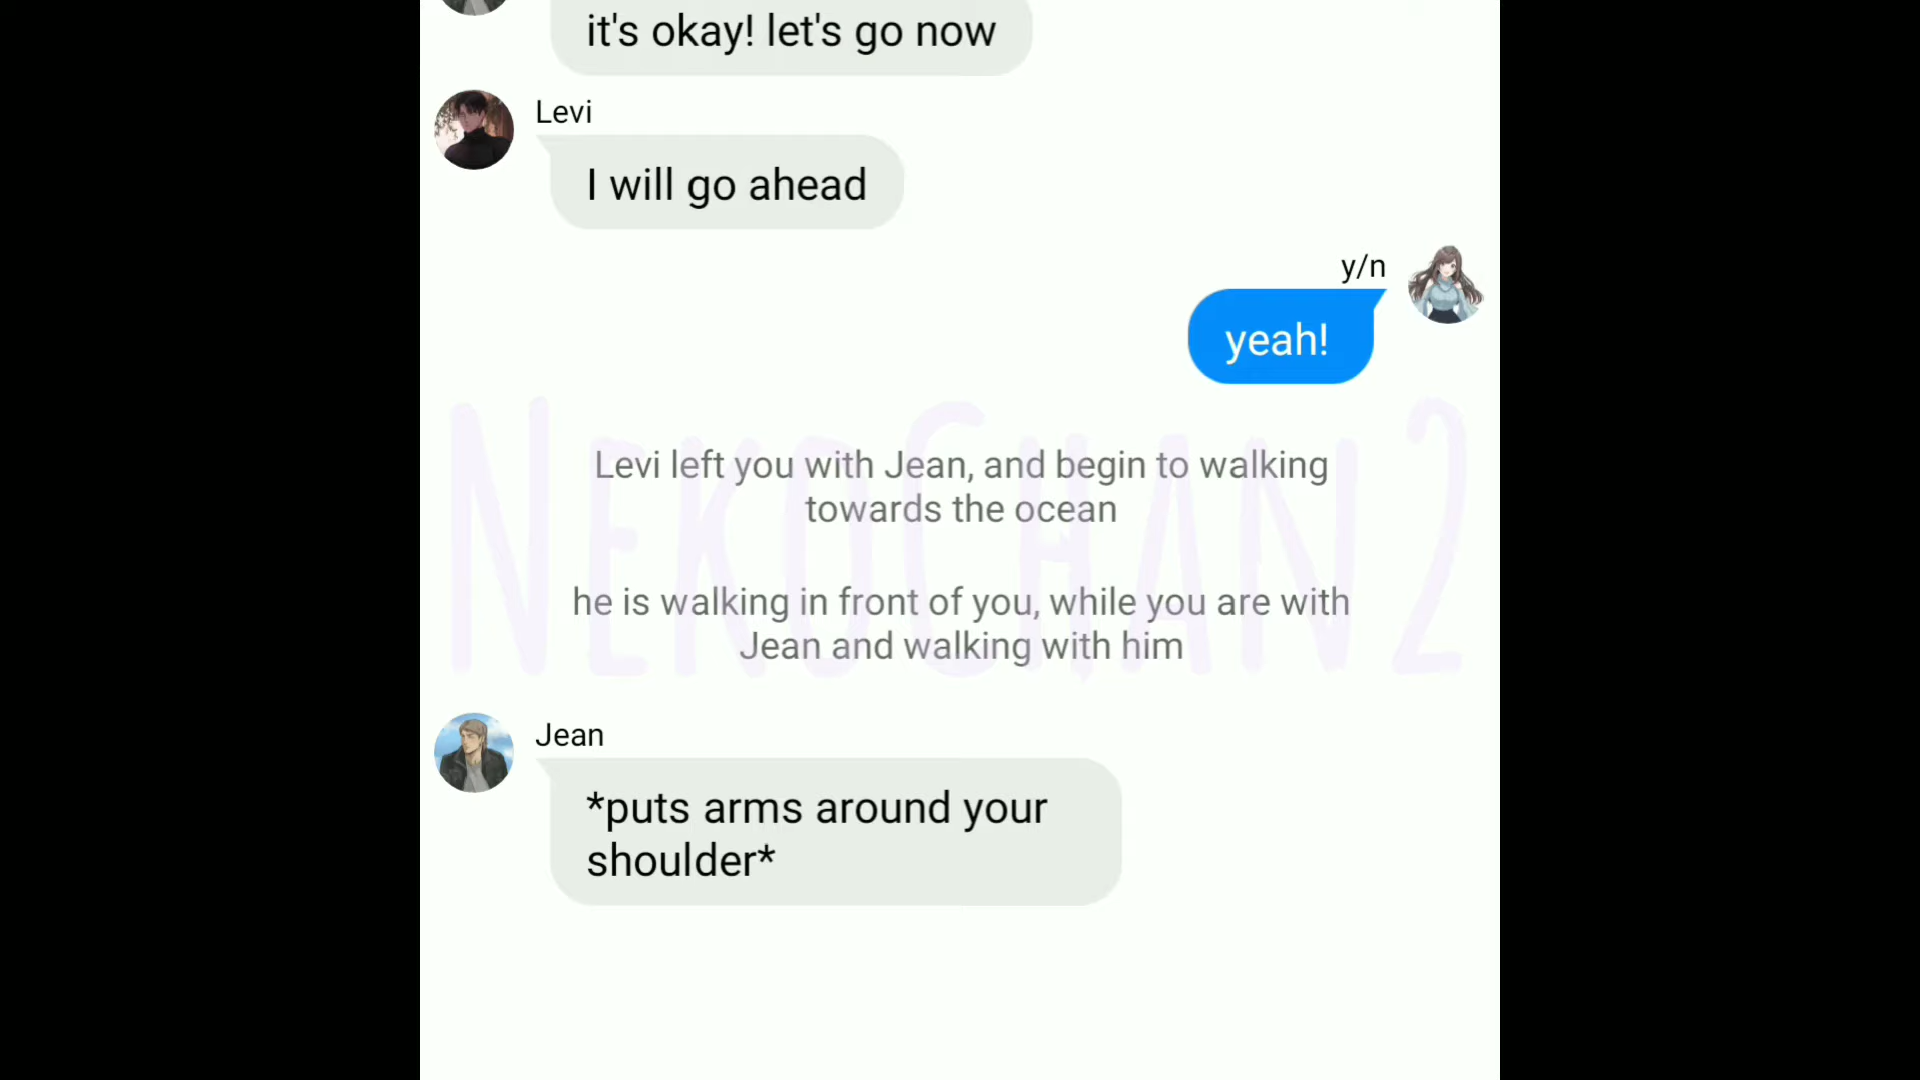 it's okay! let's go now
Levi
I will go ahead
y/n
yeah!
NEKOCHAN2
Levi left you with Jean, and begin to walking
towards the ocean
he is walking in front of you, while you are with
Jean and walking with him
Jean
*puts arms around your
shoulder*